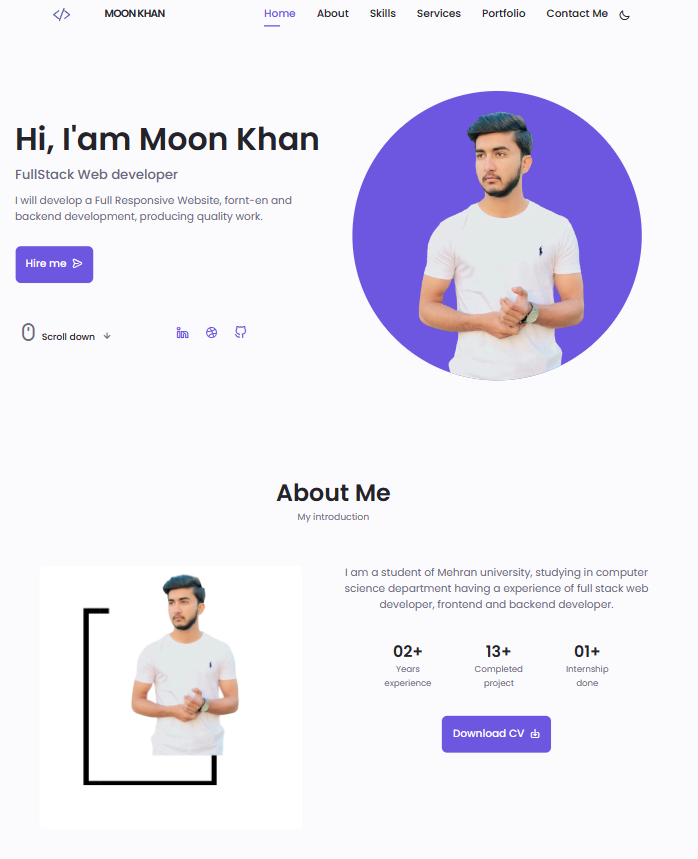 </> MOON KHAN Home About Skills Services Portfolio Contact Me
Hi, I'am Moon Khan
FullStack Web developer
I will develop a Full Responsive Website, fornt-en and
backend development, producing quality work.
Hire me
Scroll down
About Me
My introduction
I am a student of Mehran university, studying in computer
science department having a experience of full stack web
developer, frontend and backend developer.
02+ 13+ 01+
Years Completed Internship
experience project done
Download CV